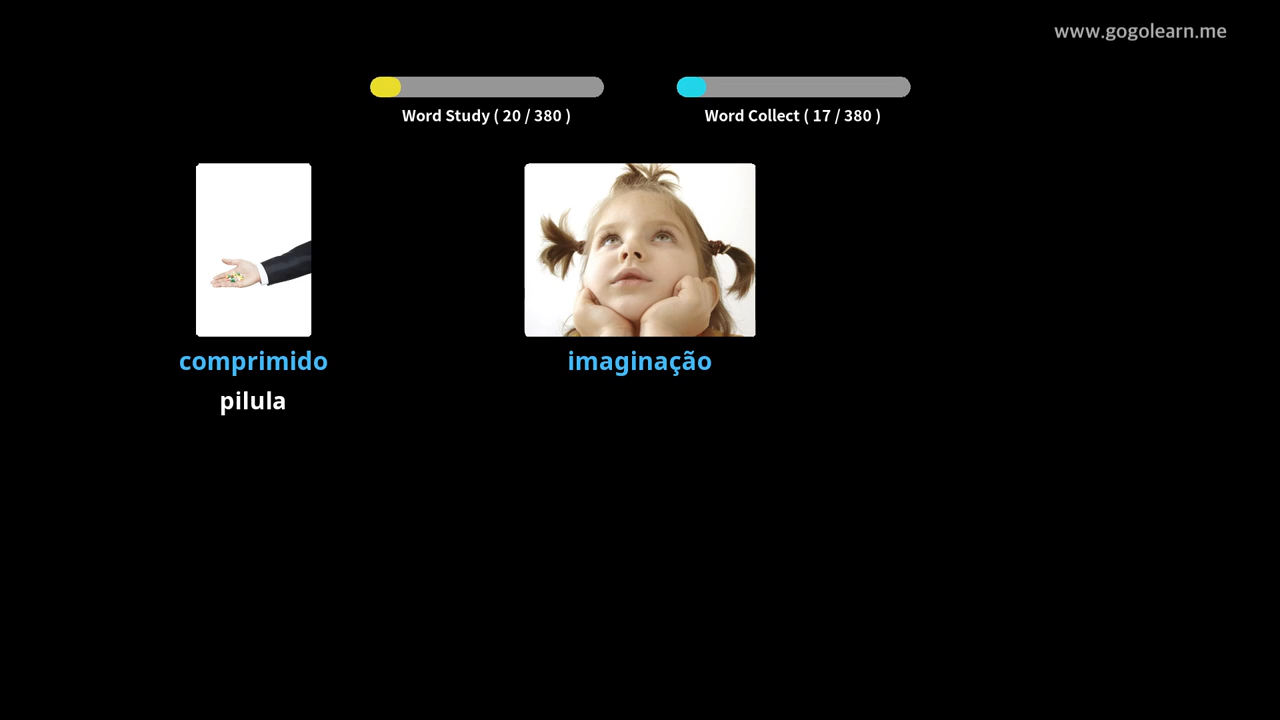 www.gogolearn.me
Word Study ( 20 / 380 )
Word Collect ( 17 / 380 )
comprimido
imaginação
pilula